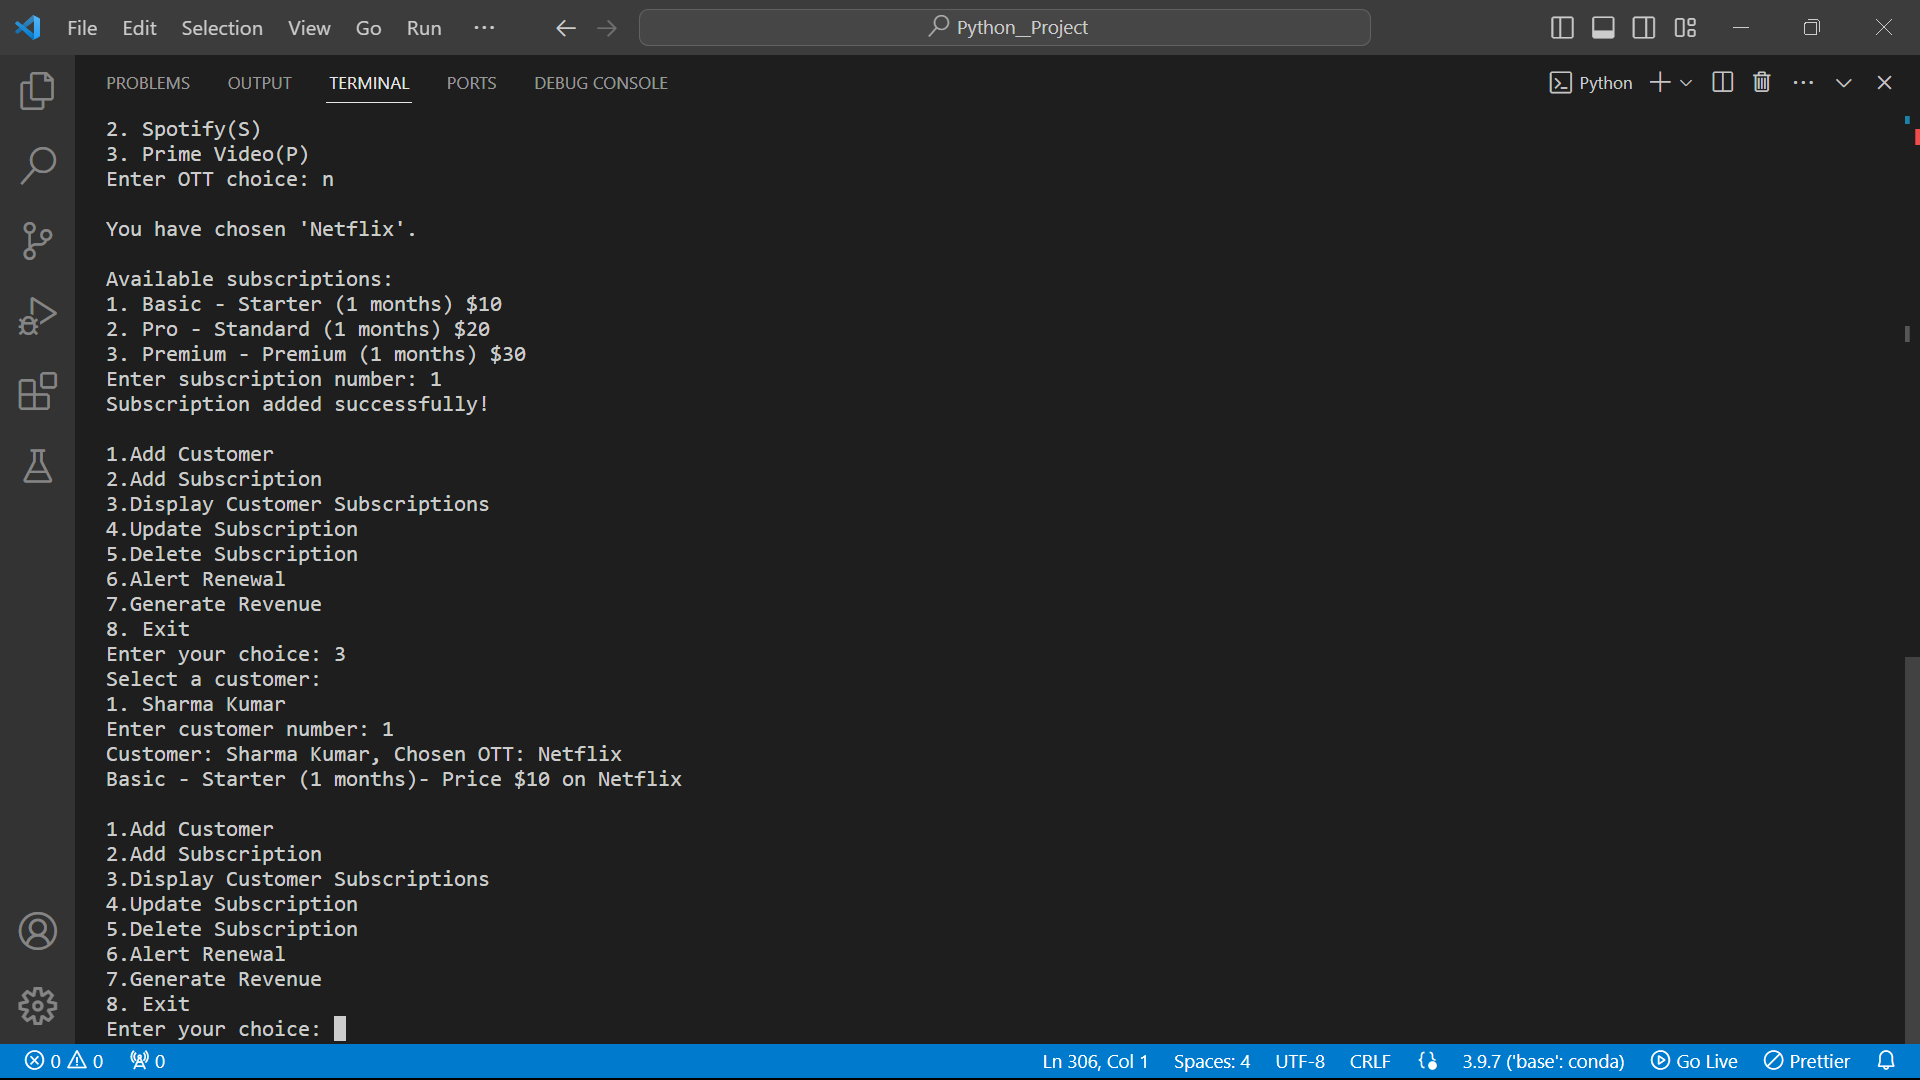 File Edit Selection View Go Run ··· Python__Project
PROBLEMS OUTPUT TERMINAL PORTS DEBUG CONSOLE Python
2. Spotify(S)
3. Prime Video(P)
Enter OTT choice: n
You have chosen 'Netflix'.
Available subscriptions:
1. Basic - Starter (1 months) $10
2. Pro - Standard (1 months) $20
3. Premium - Premium (1 months) $30
Enter subscription number: 1
Subscription added successfully!
1.Add Customer
2.Add Subscription
3.Display Customer Subscriptions
4.Update Subscription
5.Delete Subscription
6.Alert Renewal
7.Generate Revenue
8. Exit
Enter your choice: 3
Select a customer:
1. Sharma Kumar
Enter customer number: 1
Customer: Sharma Kumar, Chosen OTT: Netflix
Basic - Starter (1 months)- Price $10 on Netflix
1.Add Customer
2.Add Subscription
3.Display Customer Subscriptions
4.Update Subscription
5.Delete Subscription
6.Alert Renewal
7.Generate Revenue
8. Exit
Enter your choice:
0 0 0 Ln 306, Col 1 Spaces: 4 UTF-8 CRLF 3.9.7 ('base': conda) Go Live Prettier